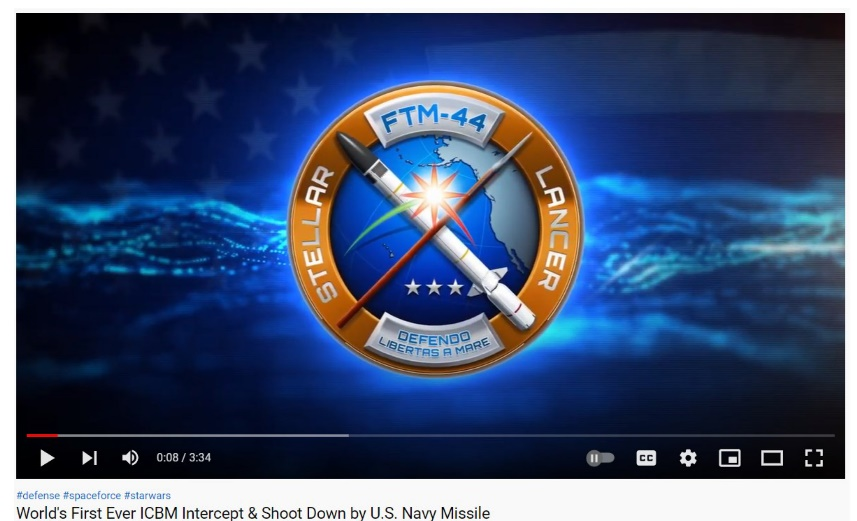 FTM-44
STELLAR
LANCER
DEFENDO
LIBERTAS A MARE
0:08 / 3:34
CC
#defense #spaceforce #starwars
World's First Ever ICBM Intercept & Shoot Down by U.S. Navy Missile